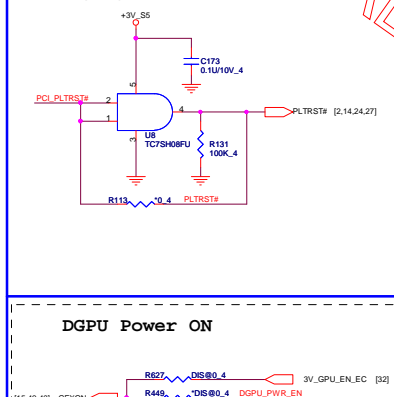 +3V_S5
C173
0.1U/10V_4
5
PCI_PLTRST#
2
4
PLTRST# [2,14,24,27]
1
U8
TC7SH08FU
3
R131
100K_4
R113
*0_4
PLTRST#
DGPU Power ON
R627
DIS@0_4
3V_GPU_EN_EC [32]
R449
*DIS@0_4
DGPU_PWR_EN